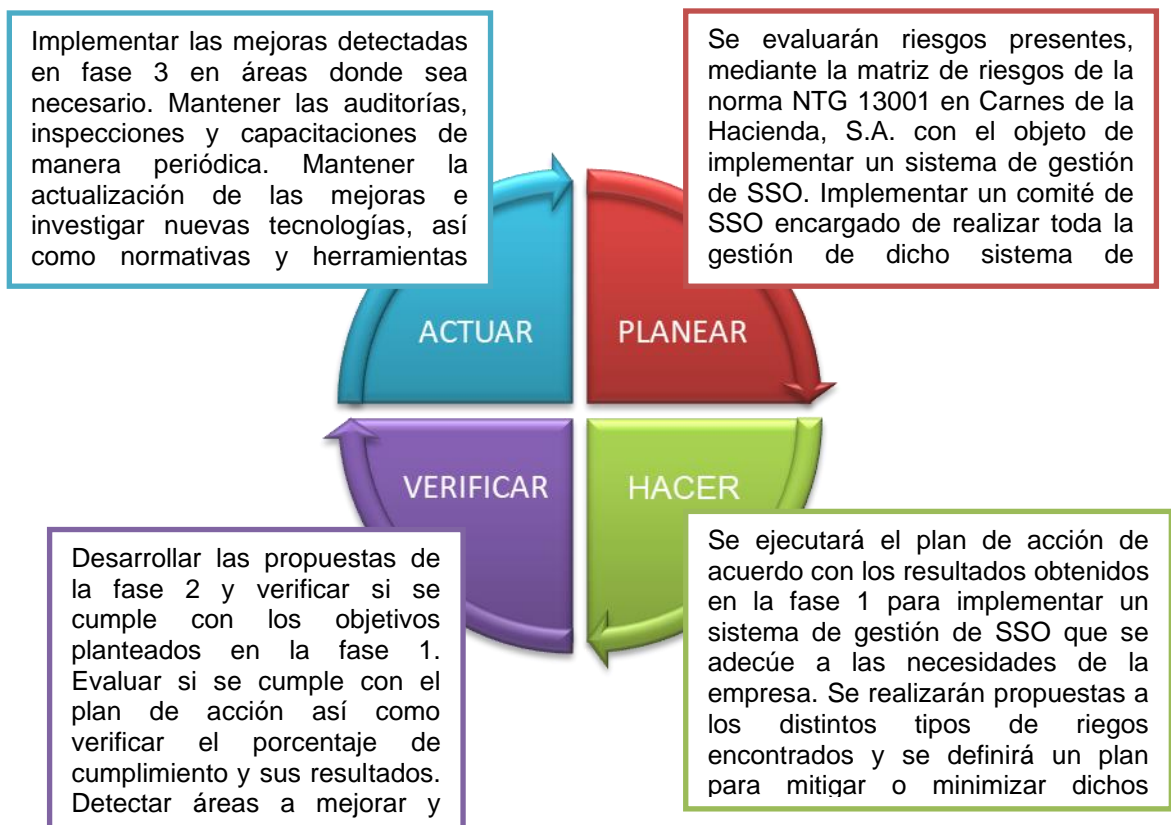 Implementar las mejoras detectadas
en fase 3 en áreas donde sea
necesario. Mantener las auditorías,
inspecciones y capacitaciones de
manera periódica. Mantener la
actualización de las mejoras e
investigar nuevas tecnologías, así
como normativas y herramientas
Se evaluarán riesgos presentes,
mediante la matriz de riesgos de la
norma NTG 13001 en Carnes de la
Hacienda, S.A. con el objeto de
implementar un sistema de gestión
de SSO. Implementar un comité de
SSO encargado de realizar toda la
gestión de dicho sistema de
ACTUAR
PLANEAR
VERIFICAR
HACER
Desarrollar las propuestas de
la fase 2 y verificar si se
cumple con los objetivos
planteados en la fase 1.
Evaluar si se cumple con el
plan de acción así como
verificar el porcentaje de
cumplimiento y sus resultados.
Detectar áreas a mejorar y
Se ejecutará el plan de acción de
acuerdo con los resultados obtenidos
en la fase 1 para implementar un
sistema de gestión de SSO que se
adecúe a las necesidades de la
empresa. Se realizarán propuestas a
los distintos tipos de riegos
encontrados y se definirá un plan
para mitigar o minimizar dichos